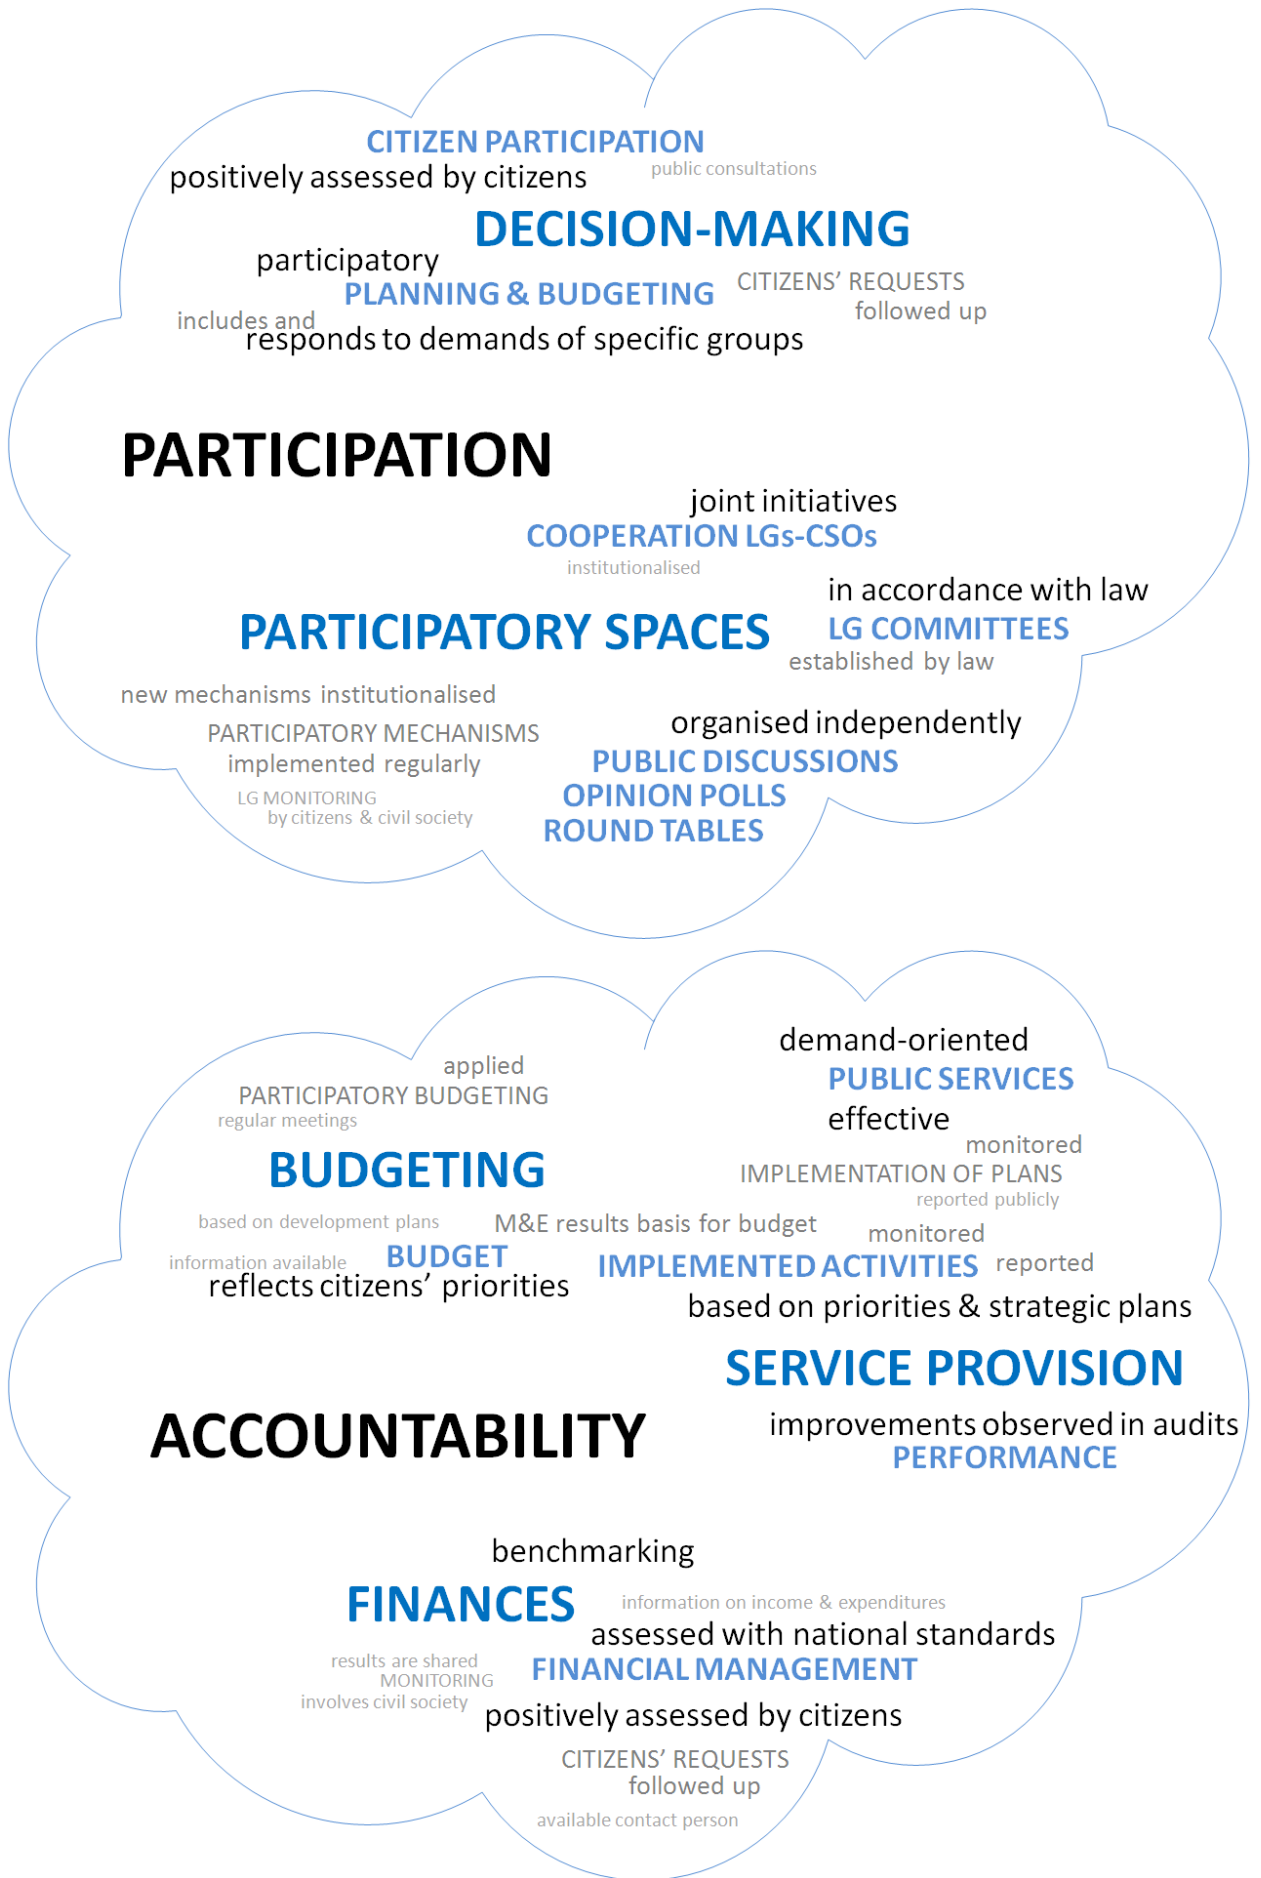 CITIZEN PARTICIPATION
public consultations
positively assessed by citizens
DECISION-MAKING
participatory
CITIZENS’ REQUESTS
PLANNING & BUDGETING
followed up
includes and
responds to demands of specific groups
PARTICIPATION
joint initiatives
COOPERATION LGs-CSOs
institutionalised
in accordance with law
PARTICIPATORY SPACES
LG COMMITTEES
established by law
new mechanisms institutionalised
organised independently
PARTICIPATORY MECHANISMS
implemented regularly
PUBLIC DISCUSSIONS
OPINION POLLS
LG MONITORING
by citizens & civil society
ROUND TABLES
demand-oriented
applied
PUBLIC SERVICES
PARTICIPATORY BUDGETING
regular meetings
effective
monitored
BUDGETING
IMPLEMENTATION OF PLANS
reported publicly
based on development plans
M&E results basis for budget
monitored
information available
BUDGET
IMPLEMENTED ACTIVITIES
reported
reflects citizens’ priorities
based on priorities & strategic plans
SERVICE PROVISION
ACCOUNTABILITY
improvements observed in audits
PERFORMANCE
benchmarking
FINANCES
information on income & expenditures
assessed with national standards
results are shared
FINANCIAL MANAGEMENT
MONITORING
involves civil society
positively assessed by citizens
CITIZENS’ REQUESTS
followed up
available contact person